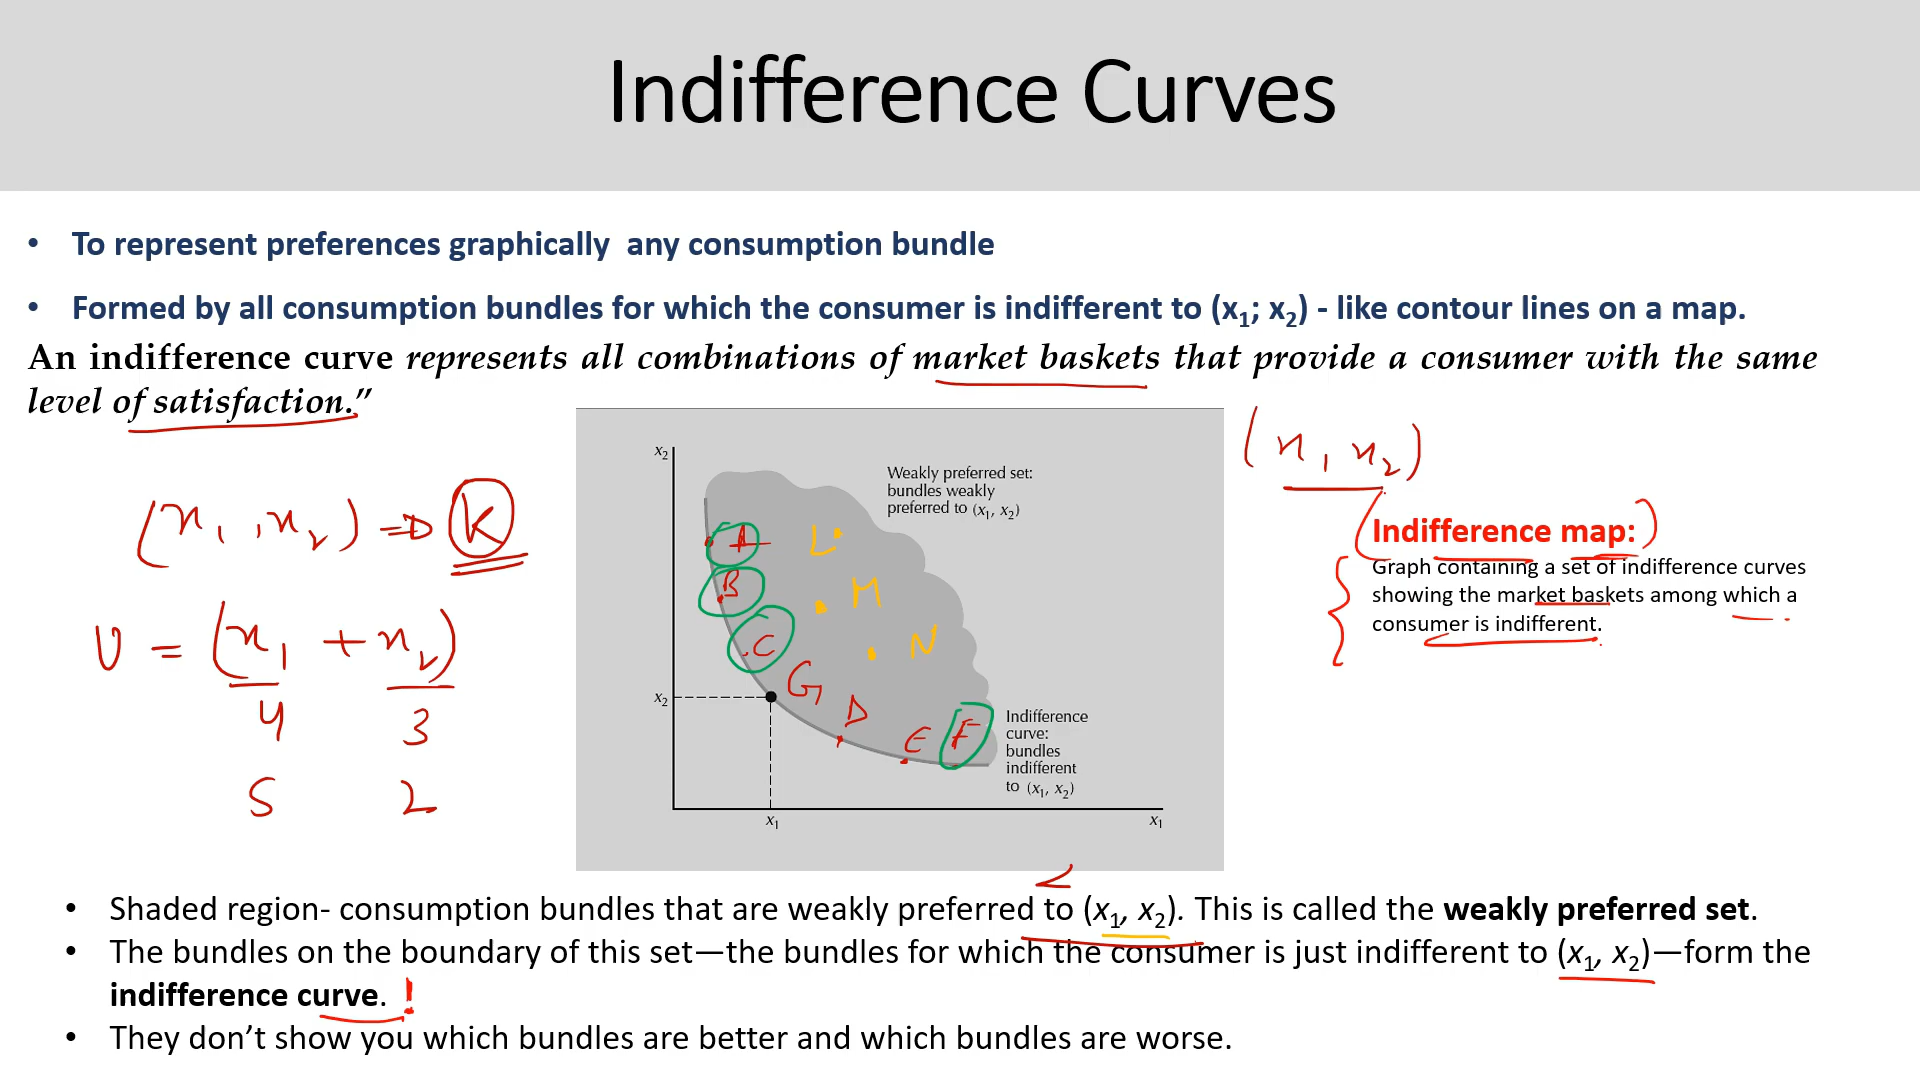 Indifference Curves
• To represent preferences graphically any consumption bundle
• Formed by all consumption bundles for which the consumer is indifferent to (x₁; x₂) - like contour lines on a map.
An indifference curve represents all combinations of market baskets that provide a consumer with the same
level of satisfaction.”
(x₁, x₂) ⇒ K
U = (x₁ + x₂)
4 3
5 2
x₂
Weakly preferred set:
bundles weakly
preferred to (x₁, x₂)
A
L
B
M
C
N
G
x₂
D
E
F
Indifference
curve:
bundles
indifferent
to (x₁, x₂)
x₁
x₁
(x₁ x₂)
Indifference map:
Graph containing a set of indifference curves
showing the market baskets among which a
consumer is indifferent.
• Shaded region- consumption bundles that are weakly preferred to (x₁, x₂). This is called the weakly preferred set.
• The bundles on the boundary of this set—the bundles for which the consumer is just indifferent to (x₁, x₂)—form the
indifference curve. !
• They don’t show you which bundles are better and which bundles are worse.